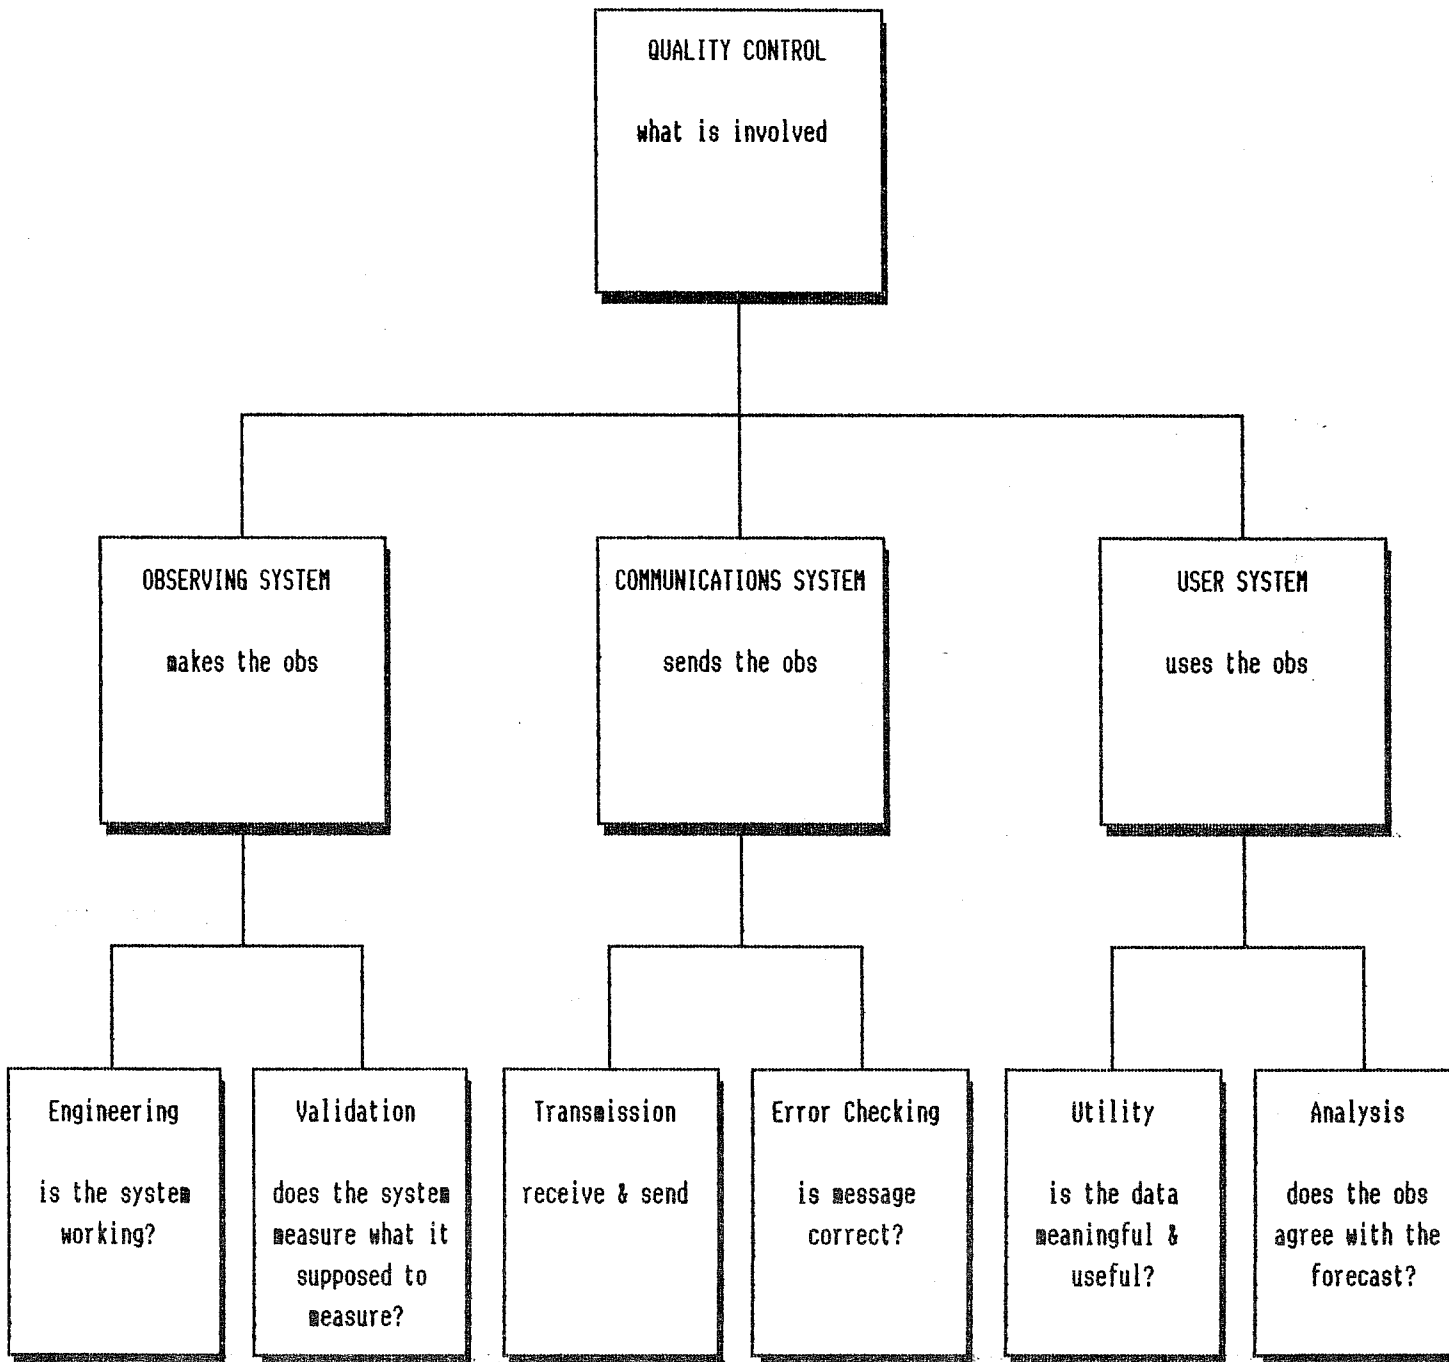 QUALITY CONTROL
what is involved
OBSERVING SYSTEM
makes the obs
COMMUNICATIONS SYSTEM
sends the obs
USER SYSTEM
uses the obs
Engineering
is the system
working?
Validation
does the system
measure what it
supposed to
measure?
Transmission
receive & send
Error Checking
is message
correct?
Utility
is the data
meaningful &
useful?
Analysis
does the obs
agree with the
forecast?